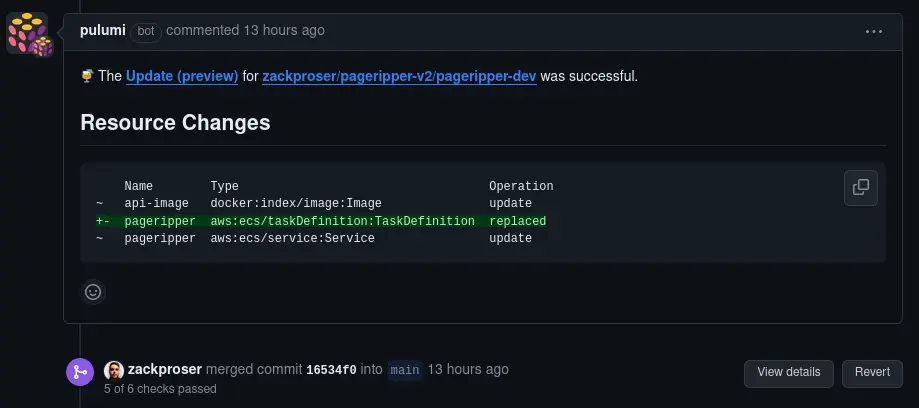 pulumi bot commented 13 hours ago
🍹 The Update (preview) for zackproser/pageripper-v2/pageripper-dev was successful.
Resource Changes
Name Type Operation
~ api-image docker:index/image:Image update
+- pageripper aws:ecs/taskDefinition:TaskDefinition replaced
~ pageripper aws:ecs/service:Service update
zackproser merged commit 16534f0 into main 13 hours ago
View details
Revert
5 of 6 checks passed